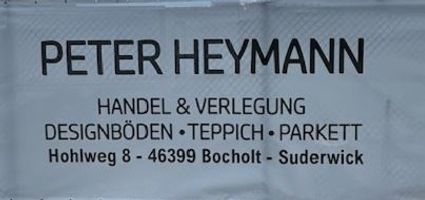 PETER HEYMANN
HANDEL & VERLEGUNG
DESIGNBÖDEN • TEPPICH • PARKETT
Hohlweg 8 - 46399 Bocholt - Suderwick